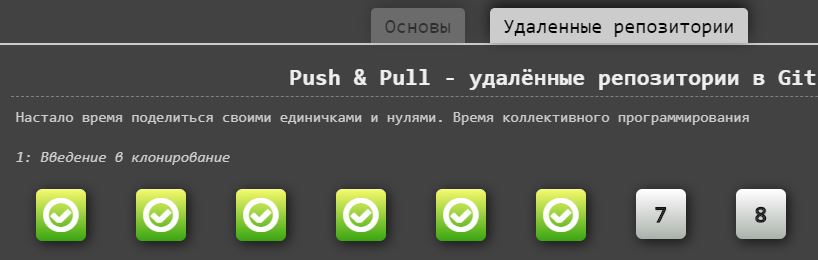 Основы Удаленные репозитории
Push & Pull - удалённые репозитории в Git
Настало время поделиться своими единичками и нулями. Время коллективного программирования
1: Введение в клонирование
7 8